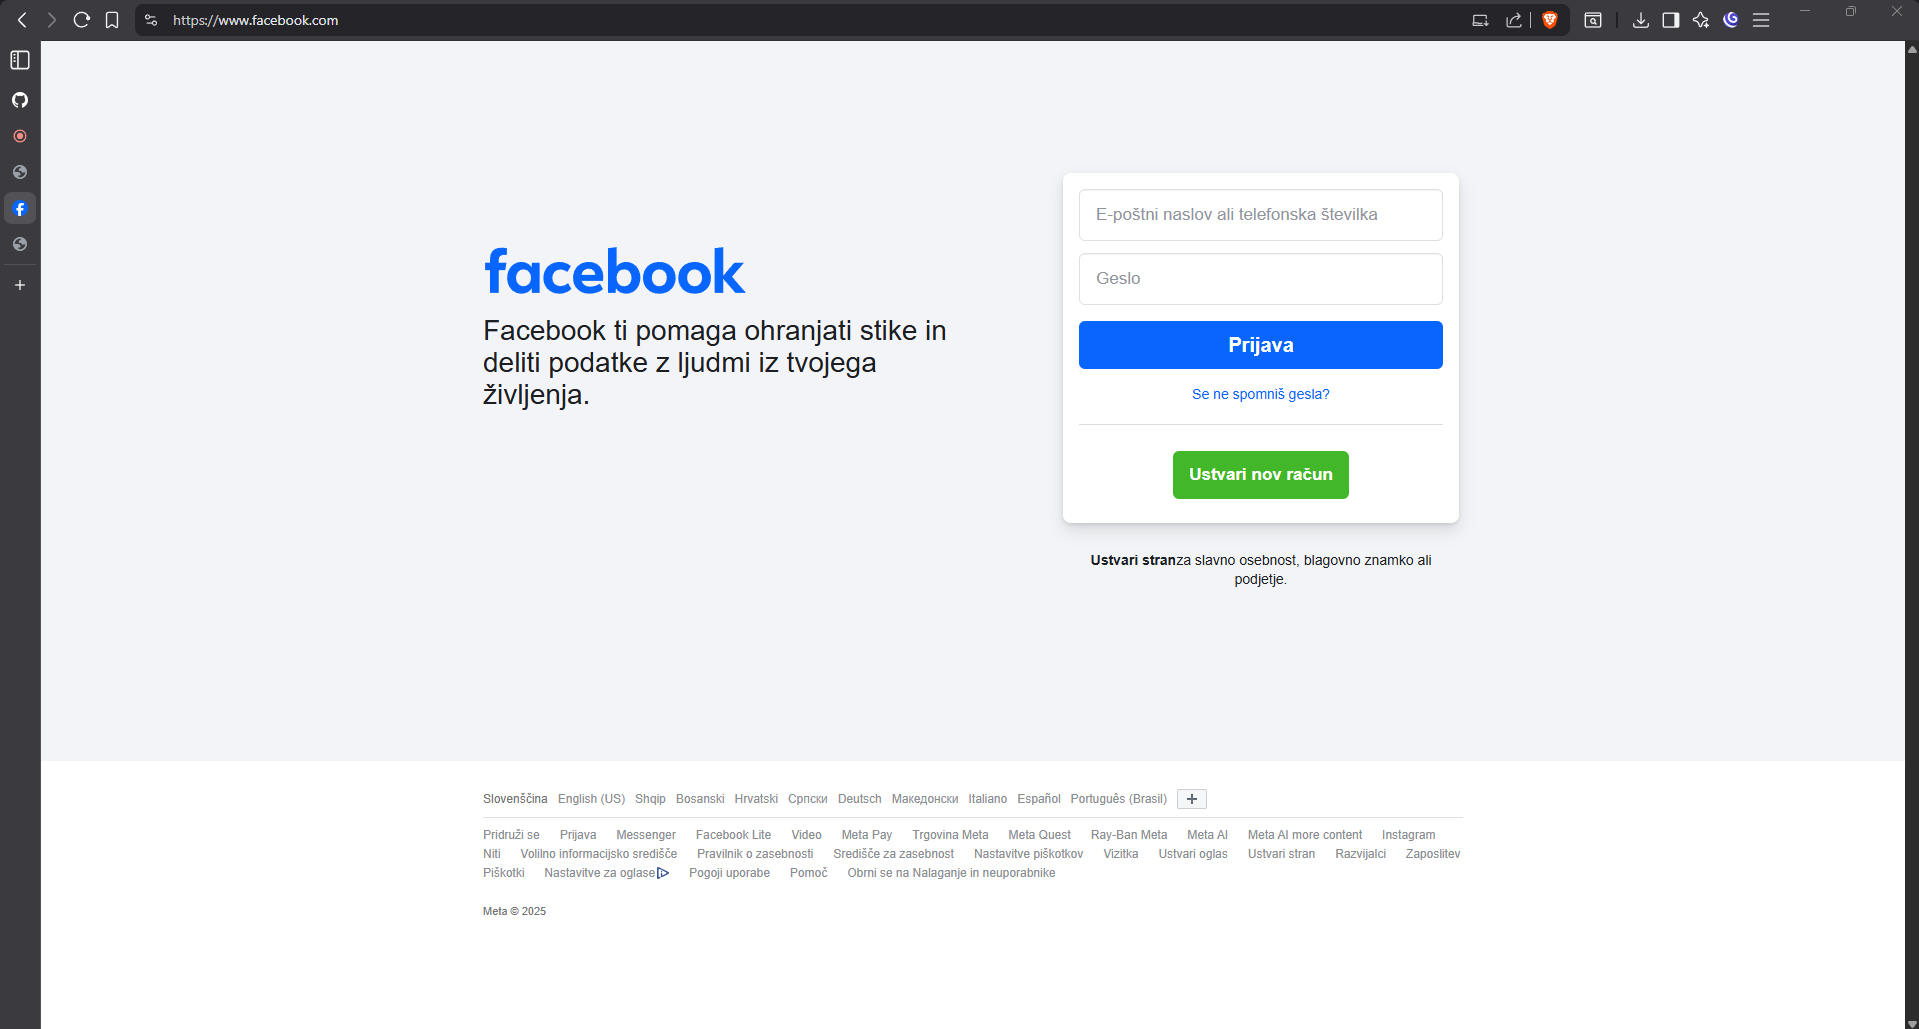 https://www.facebook.com
facebook
Facebook ti pomaga ohranjati stike in
deliti podatke z ljudmi iz tvojega
življenja.
E-poštni naslov ali telefonska številka
Geslo
Prijava
Se ne spomniš gesla?
Ustvari nov račun
Ustvari stranza slavno osebnost, blagovno znamko ali
podjetje.
Slovenščina English (US) Shqip Bosanski Hrvatski Српски Deutsch Македонски Italiano Español Português (Brasil)
Pridruži se Prijava Messenger Facebook Lite Video Meta Pay Trgovina Meta Meta Quest Ray-Ban Meta Meta AI Meta AI more content Instagram
Niti Volilno informacijsko središče Pravilnik o zasebnosti Središče za zasebnost Nastavitve piškotkov Vizitka Ustvari oglas Ustvari stran Razvijalci Zaposlitev
Piškotki Nastavitve za oglase Pogoji uporabe Pomoč Obrni se na Nalaganje in neuporabnike
Meta © 2025